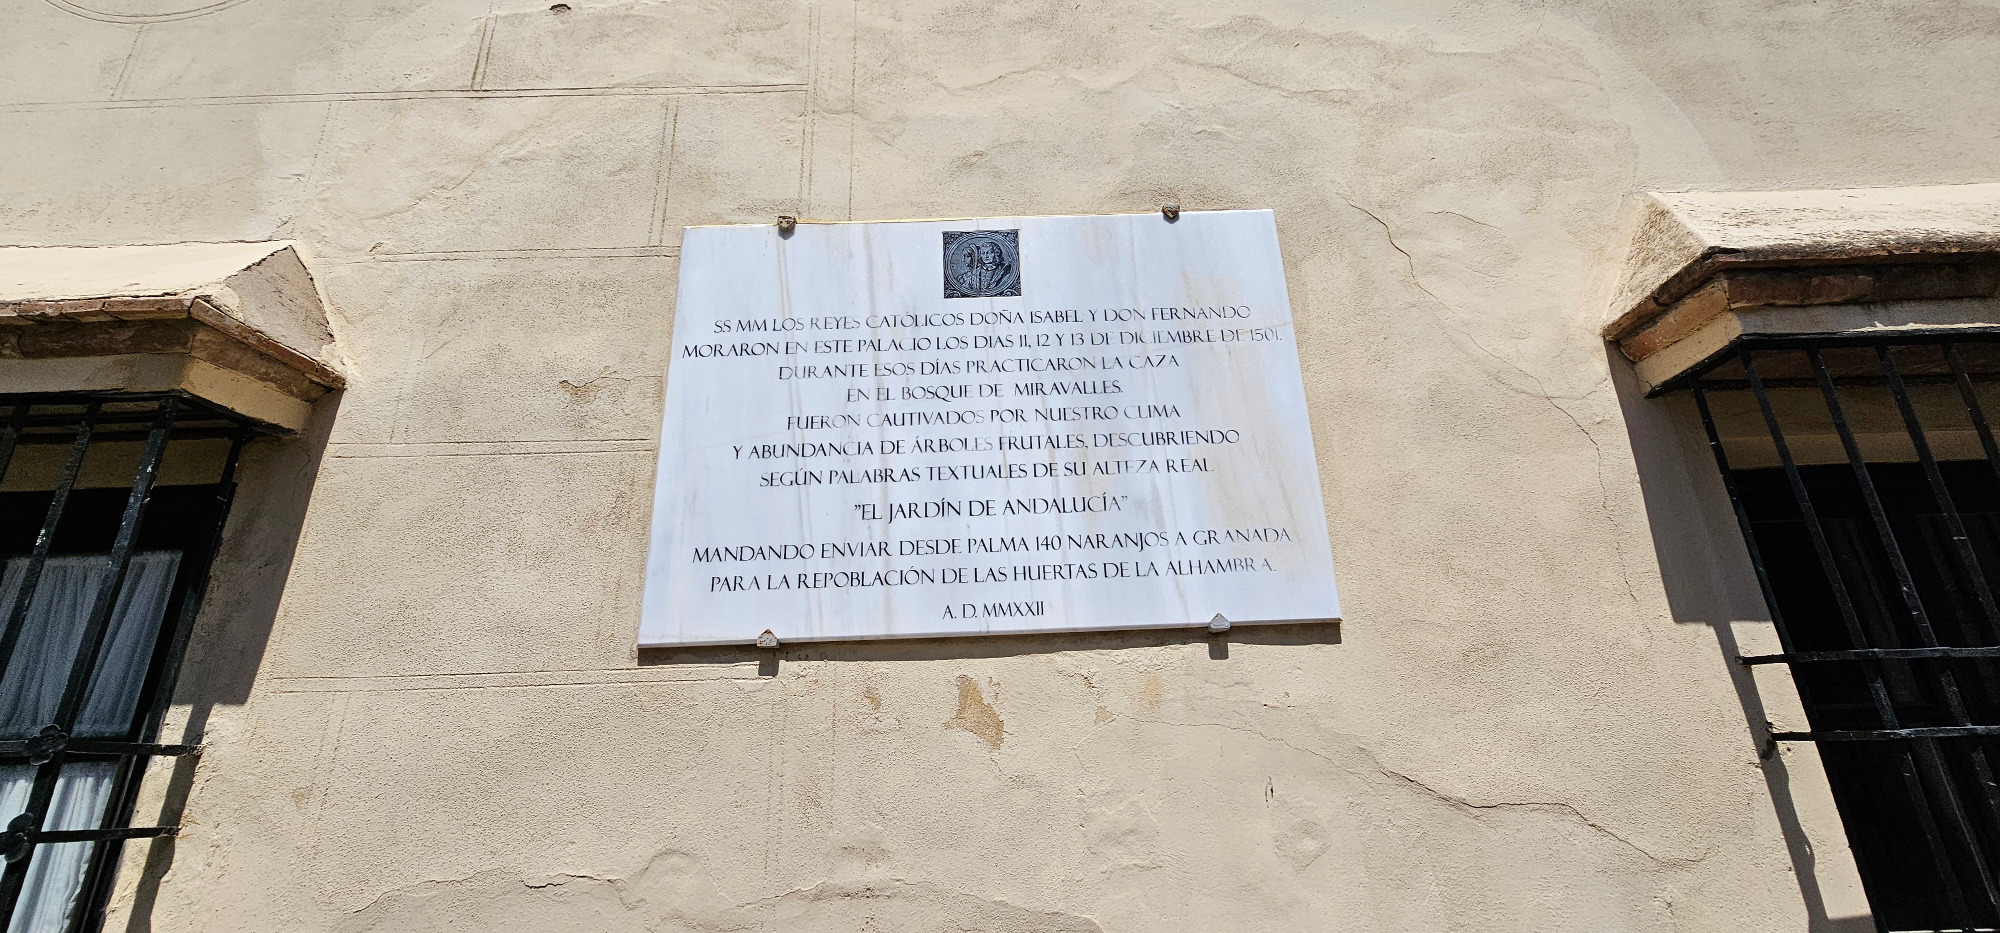 SS MM LOS REYES CATÓLICOS DOÑA ISABEL Y DON FERNANDO
MORARON EN ESTE PALACIO LOS DIAS 11, 12 Y 13 DE DICIEMBRE DE 1501.
DURANTE ESOS DÍAS PRACTICARON LA CAZA
EN EL BOSQUE DE MIRAVALLES.
FUERON CAUTIVADOS POR NUESTRO CLIMA
Y ABUNDANCIA DE ÁRBOLES FRUTALES, DESCUBRIENDO
SEGÚN PALABRAS TEXTUALES DE SU ALTEZA REAL
"EL JARDÍN DE ANDALUCÍA"
MANDANDO ENVIAR DESDE PALMA 140 NARANJOS A GRANADA
PARA LA REPOBLACIÓN DE LAS HUERTAS DE LA ALHAMBRA.
A. D. MMXXII